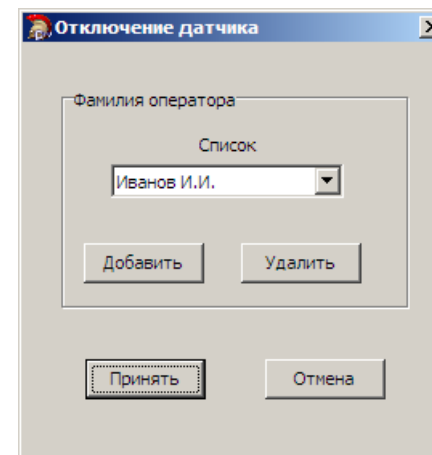 Отключение датчика
Фамилия оператора
Список
Иванов И.И.
Добавить
Удалить
Принять
Отмена